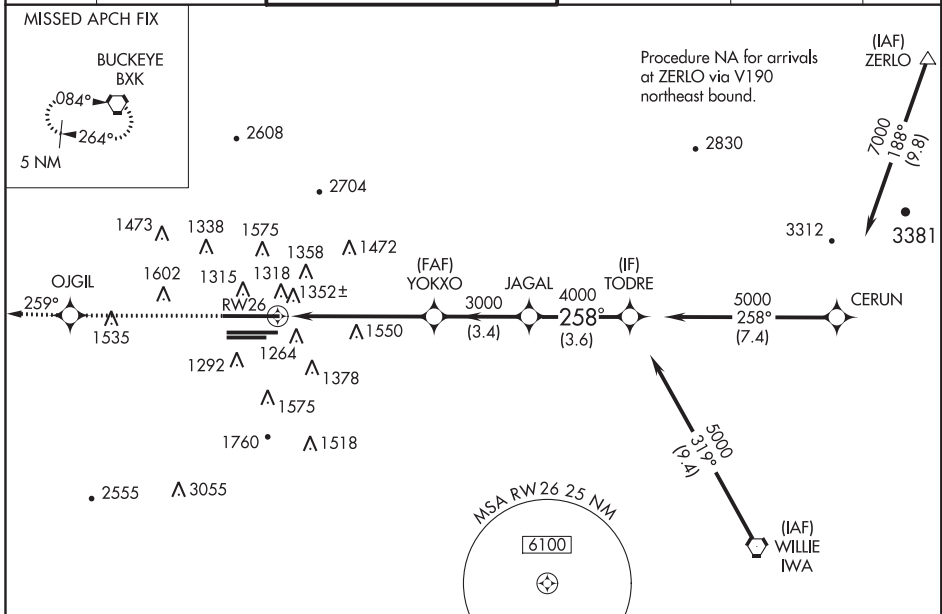 MISSED APCH FIX
BUCKEYE
BXK
084°
264°
5 NM
Procedure NA for arrivals
at ZERLO via V190
northeast bound.
(IAF)
ZERLO
7000
188°
(9.8)
2608
2830
2704
3312
3381
1473
1338
1575
1358
1472
1602
1315
1318
1352±
OJGIL
259°
RW26
(FAF)
YOKXO
3000
(3.4)
JAGAL
4000
258°
(3.6)
(IF)
TODRE
5000
258°
(7.4)
CERUN
1535
1264
1550
1292
1378
1575
1760
1518
5000
319°
(9.4)
2555
3055
MSA RW26 25 NM
6100
(IAF)
WILLIE
IWA